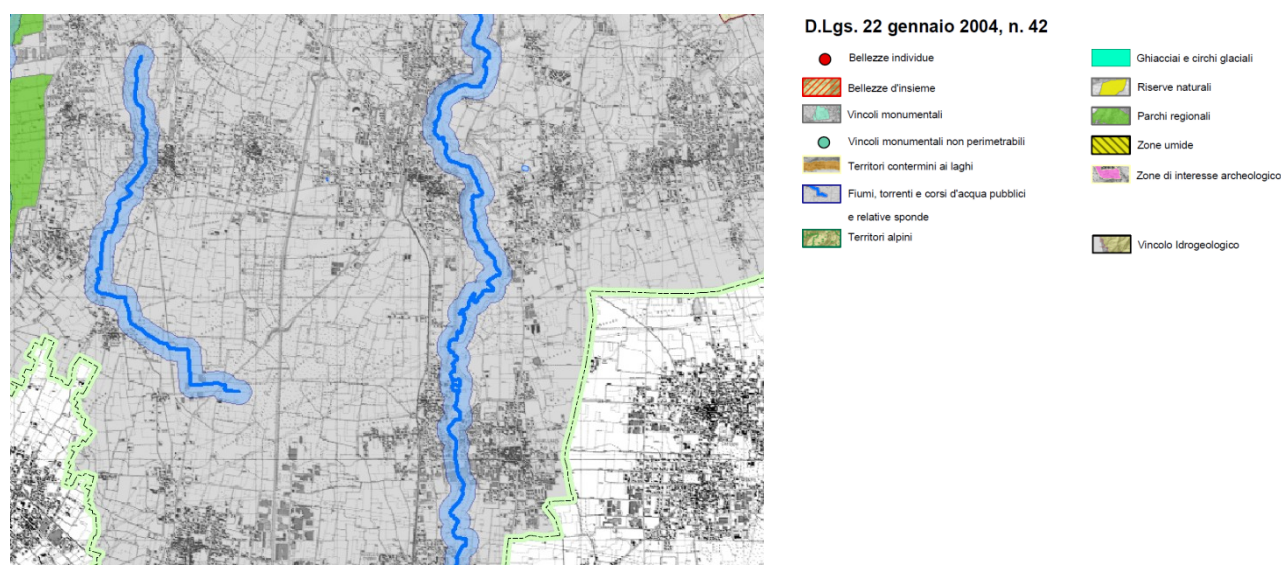 D.Lgs. 22 gennaio 2004, n. 42
Bellezze individue
Bellezze d'insieme
Vincoli monumentali
Vincoli monumentali non perimetrabili
Territori contermini ai laghi
Fiumi, torrenti e corsi d'acqua pubblici
e relative sponde
Territori alpini
Ghiacciai e circhi glaciali
Riserve naturali
Parchi regionali
Zone umide
Zone di interesse archeologico
Vincolo Idrogeologico